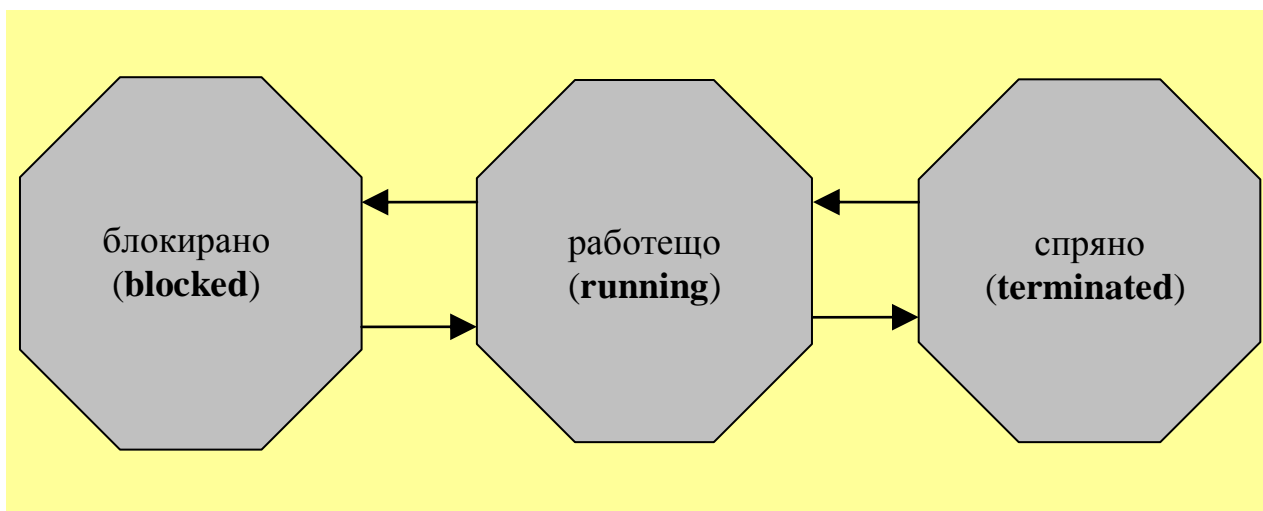 блокирано
(blocked)
работещо
(running)
спряно
(terminated)